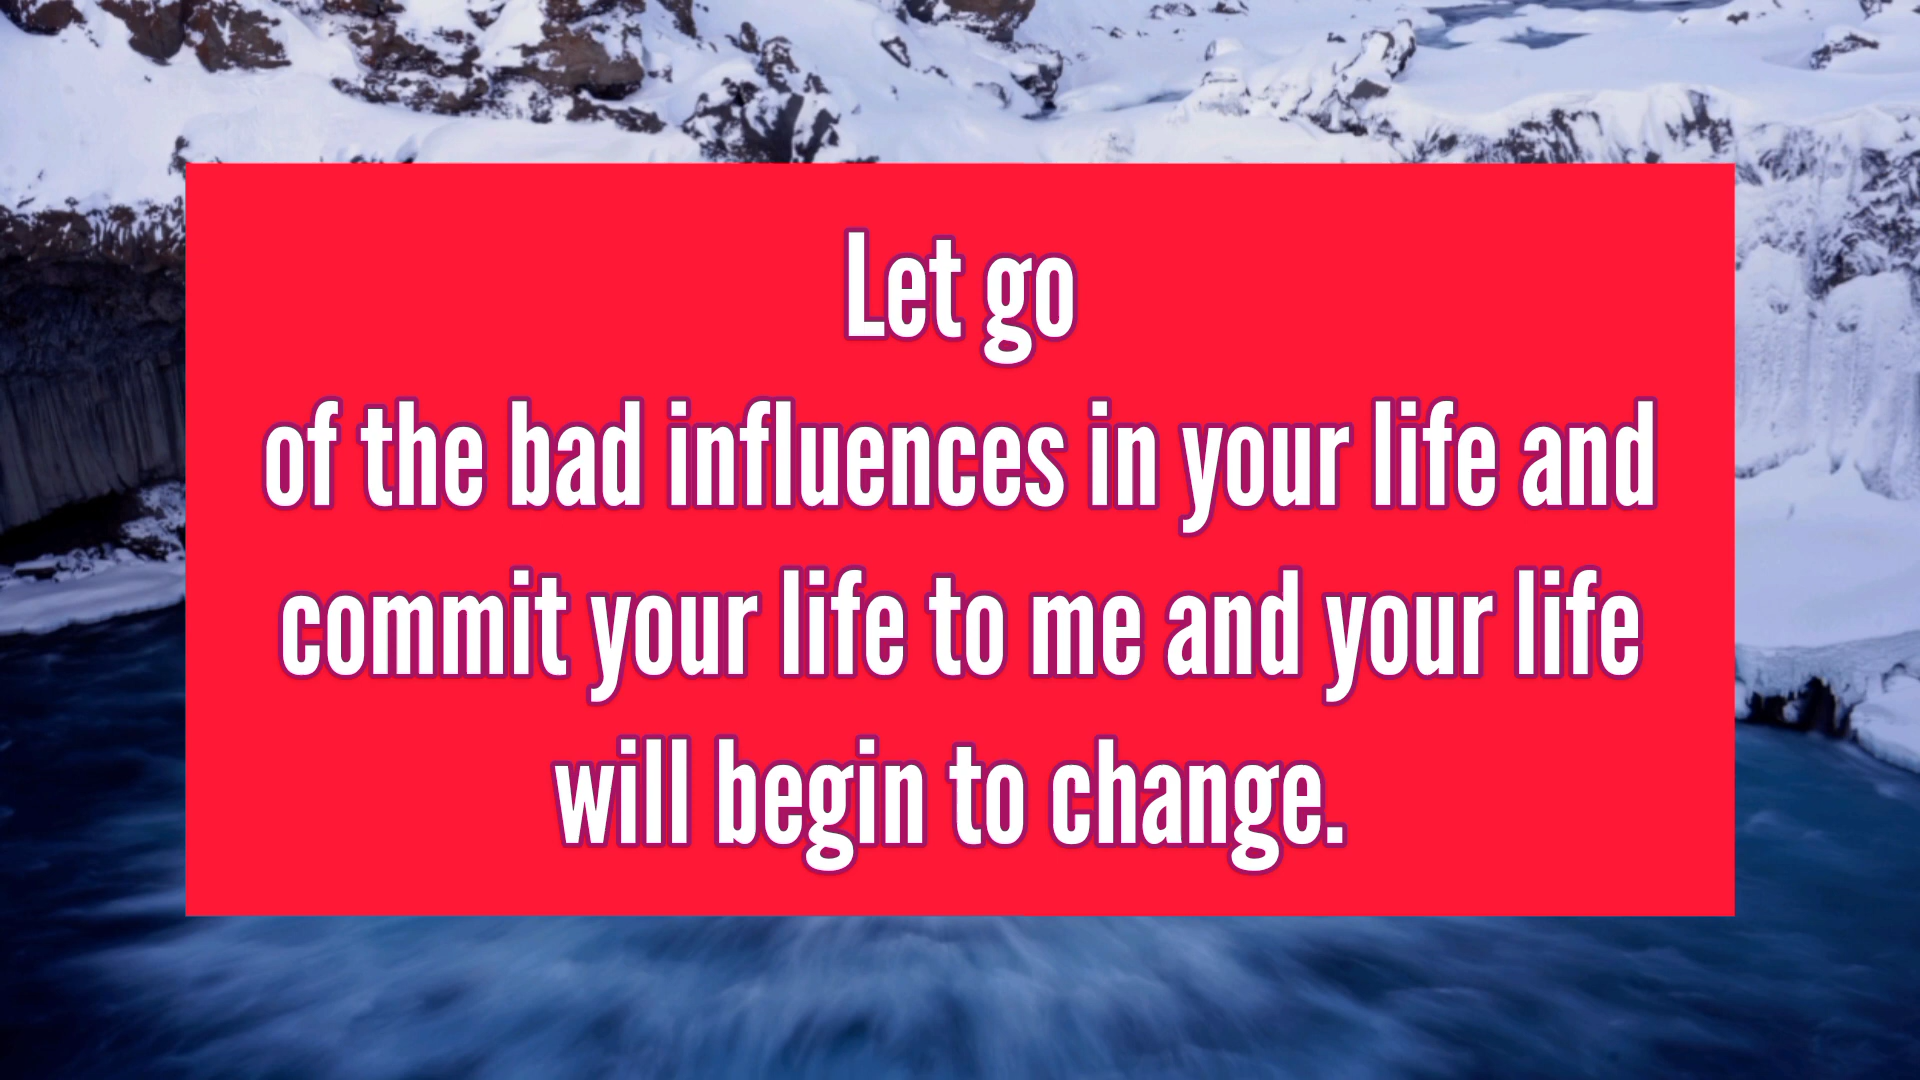 Let go
of the bad influences in your life and
commit your life to me and your life
will begin to change.